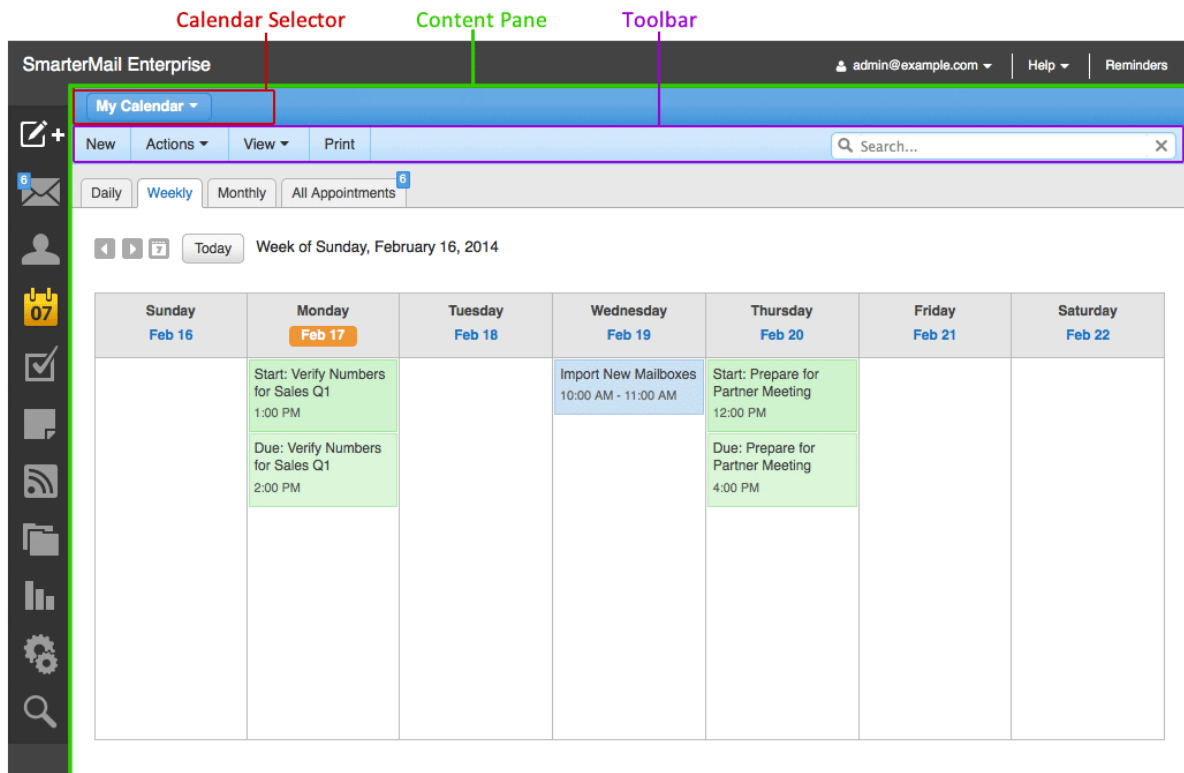 Calendar Selector Content Pane Toolbar
SmarterMail Enterprise admin@example.com Help Reminders
My Calendar
New Actions View Print Search...
6
6
Daily Weekly Monthly All Appointments
7 Today Week of Sunday, February 16, 2014
07
Sunday Monday Tuesday Wednesday Thursday Friday Saturday
Feb 16 Feb 17 Feb 18 Feb 19 Feb 20 Feb 21 Feb 22
Start: Verify Numbers
for Sales Q1
1:00 PM
Due: Verify Numbers
for Sales Q1
2:00 PM
Import New Mailboxes
10:00 AM - 11:00 AM
Start: Prepare for
Partner Meeting
12:00 PM
Due: Prepare for
Partner Meeting
4:00 PM